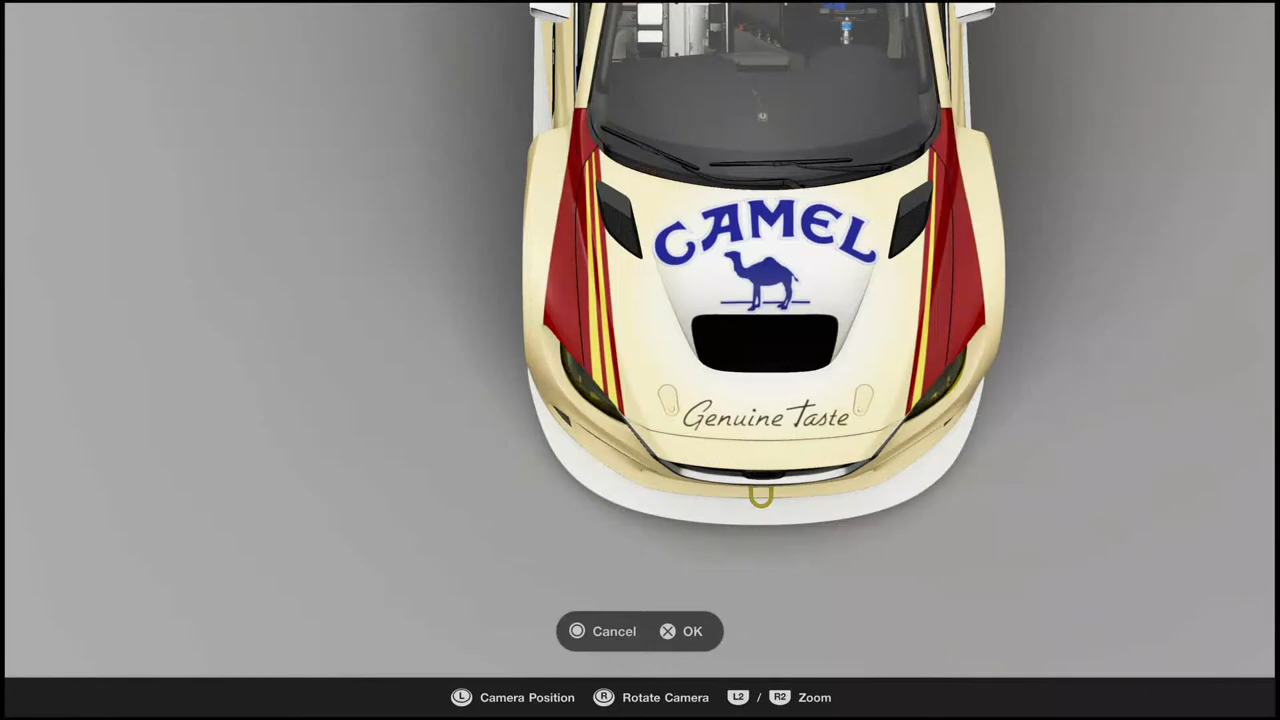 CAMEL
Genuine Taste
Cancel OK
L Camera Position R Rotate Camera L2 / R2 Zoom